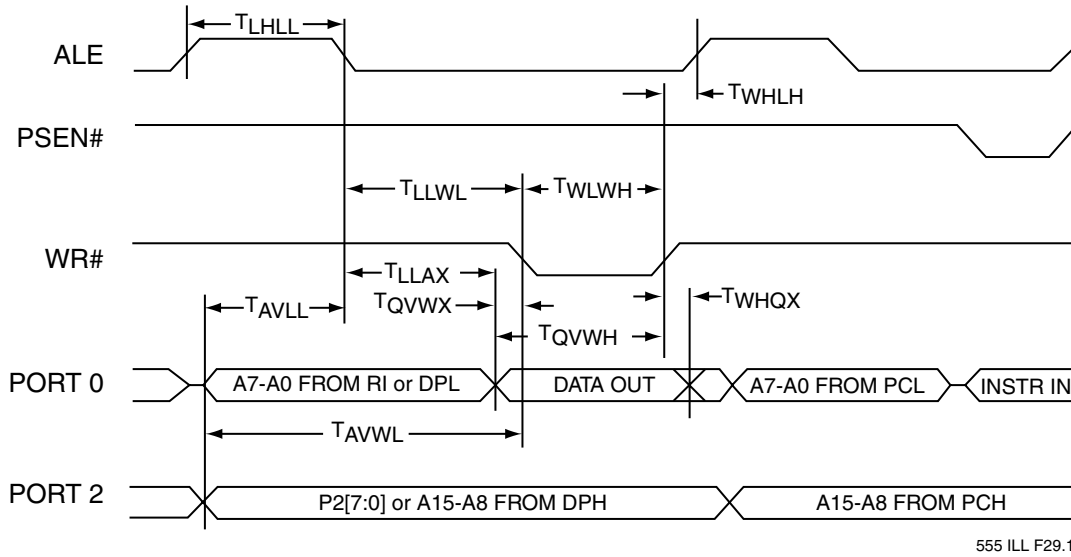 TLHLL
ALE
TWHLH
PSEN#
TLLWL
TWLWH
WR#
TLLAX
TAVLL
TQVWX
TWHQX
TQVWH
PORT 0
A7-A0 FROM RI or DPL
DATA OUT
A7-A0 FROM PCL
INSTR IN
TAVWL
PORT 2
P2[7:0] or A15-A8 FROM DPH
A15-A8 FROM PCH
555 ILL F29.1